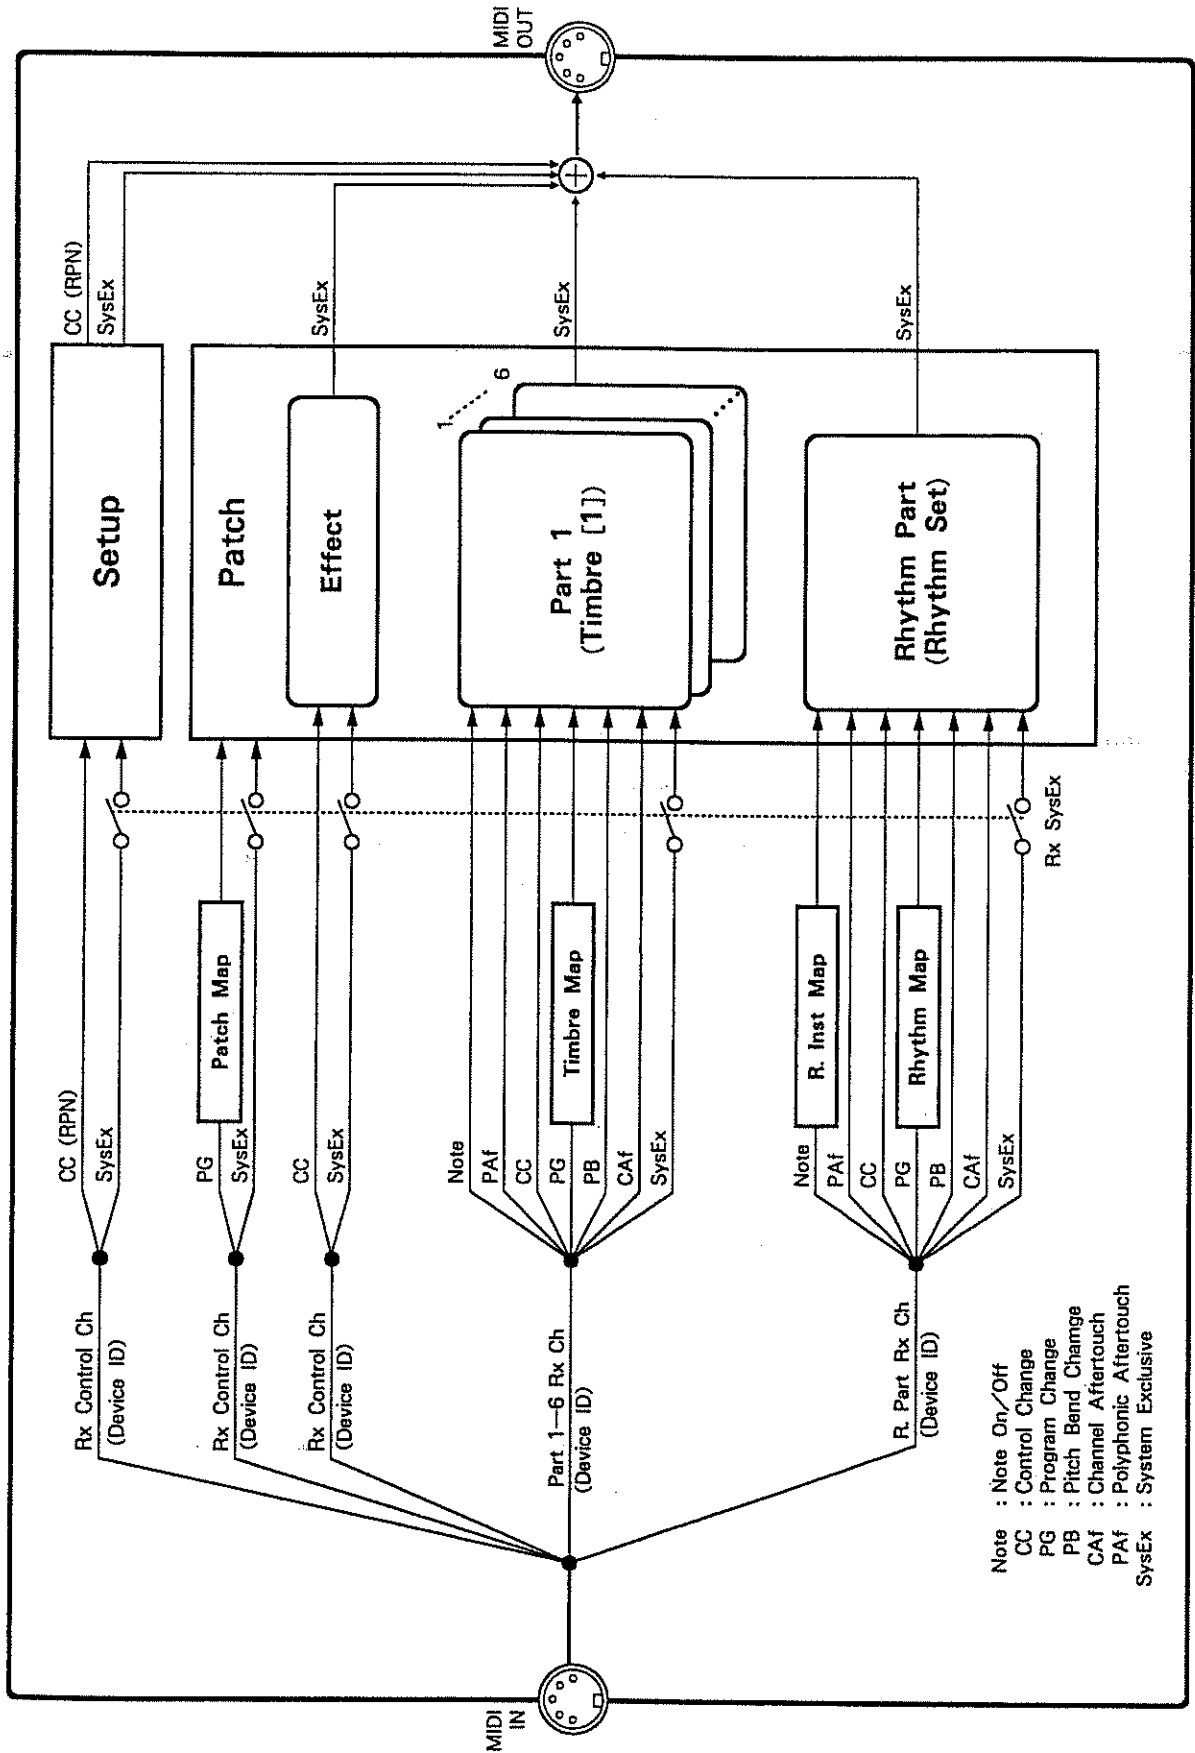 MIDI
IN
MIDI
OUT
Rx Control Ch
(Device ID)
CC (RPN)
SysEx
Setup
CC (RPN)
SysEx
Rx Control Ch
(Device ID)
PG
SysEx
Patch Map
Patch
Rx Control Ch
(Device ID)
CC
SysEx
Effect
SysEx
Part 1—6 Rx Ch
(Device ID)
Note
PAf
CC
PG
PB
CAf
SysEx
Timbre Map
Part 1
(Timbre [1])
1
6
SysEx
R. Part Rx Ch
(Device ID)
Note
PAf
CC
PG
PB
CAf
SysEx
R. Inst Map
Rhythm Map
Rx SysEx
Rhythm Part
(Rhythm Set)
SysEx
Note : Note On/Off
CC : Control Change
PG : Program Change
PB : Pitch Bend Chamge
CAf : Channel Aftertouch
PAf : Polyphonic Aftertouch
SysEx : System Exclusive